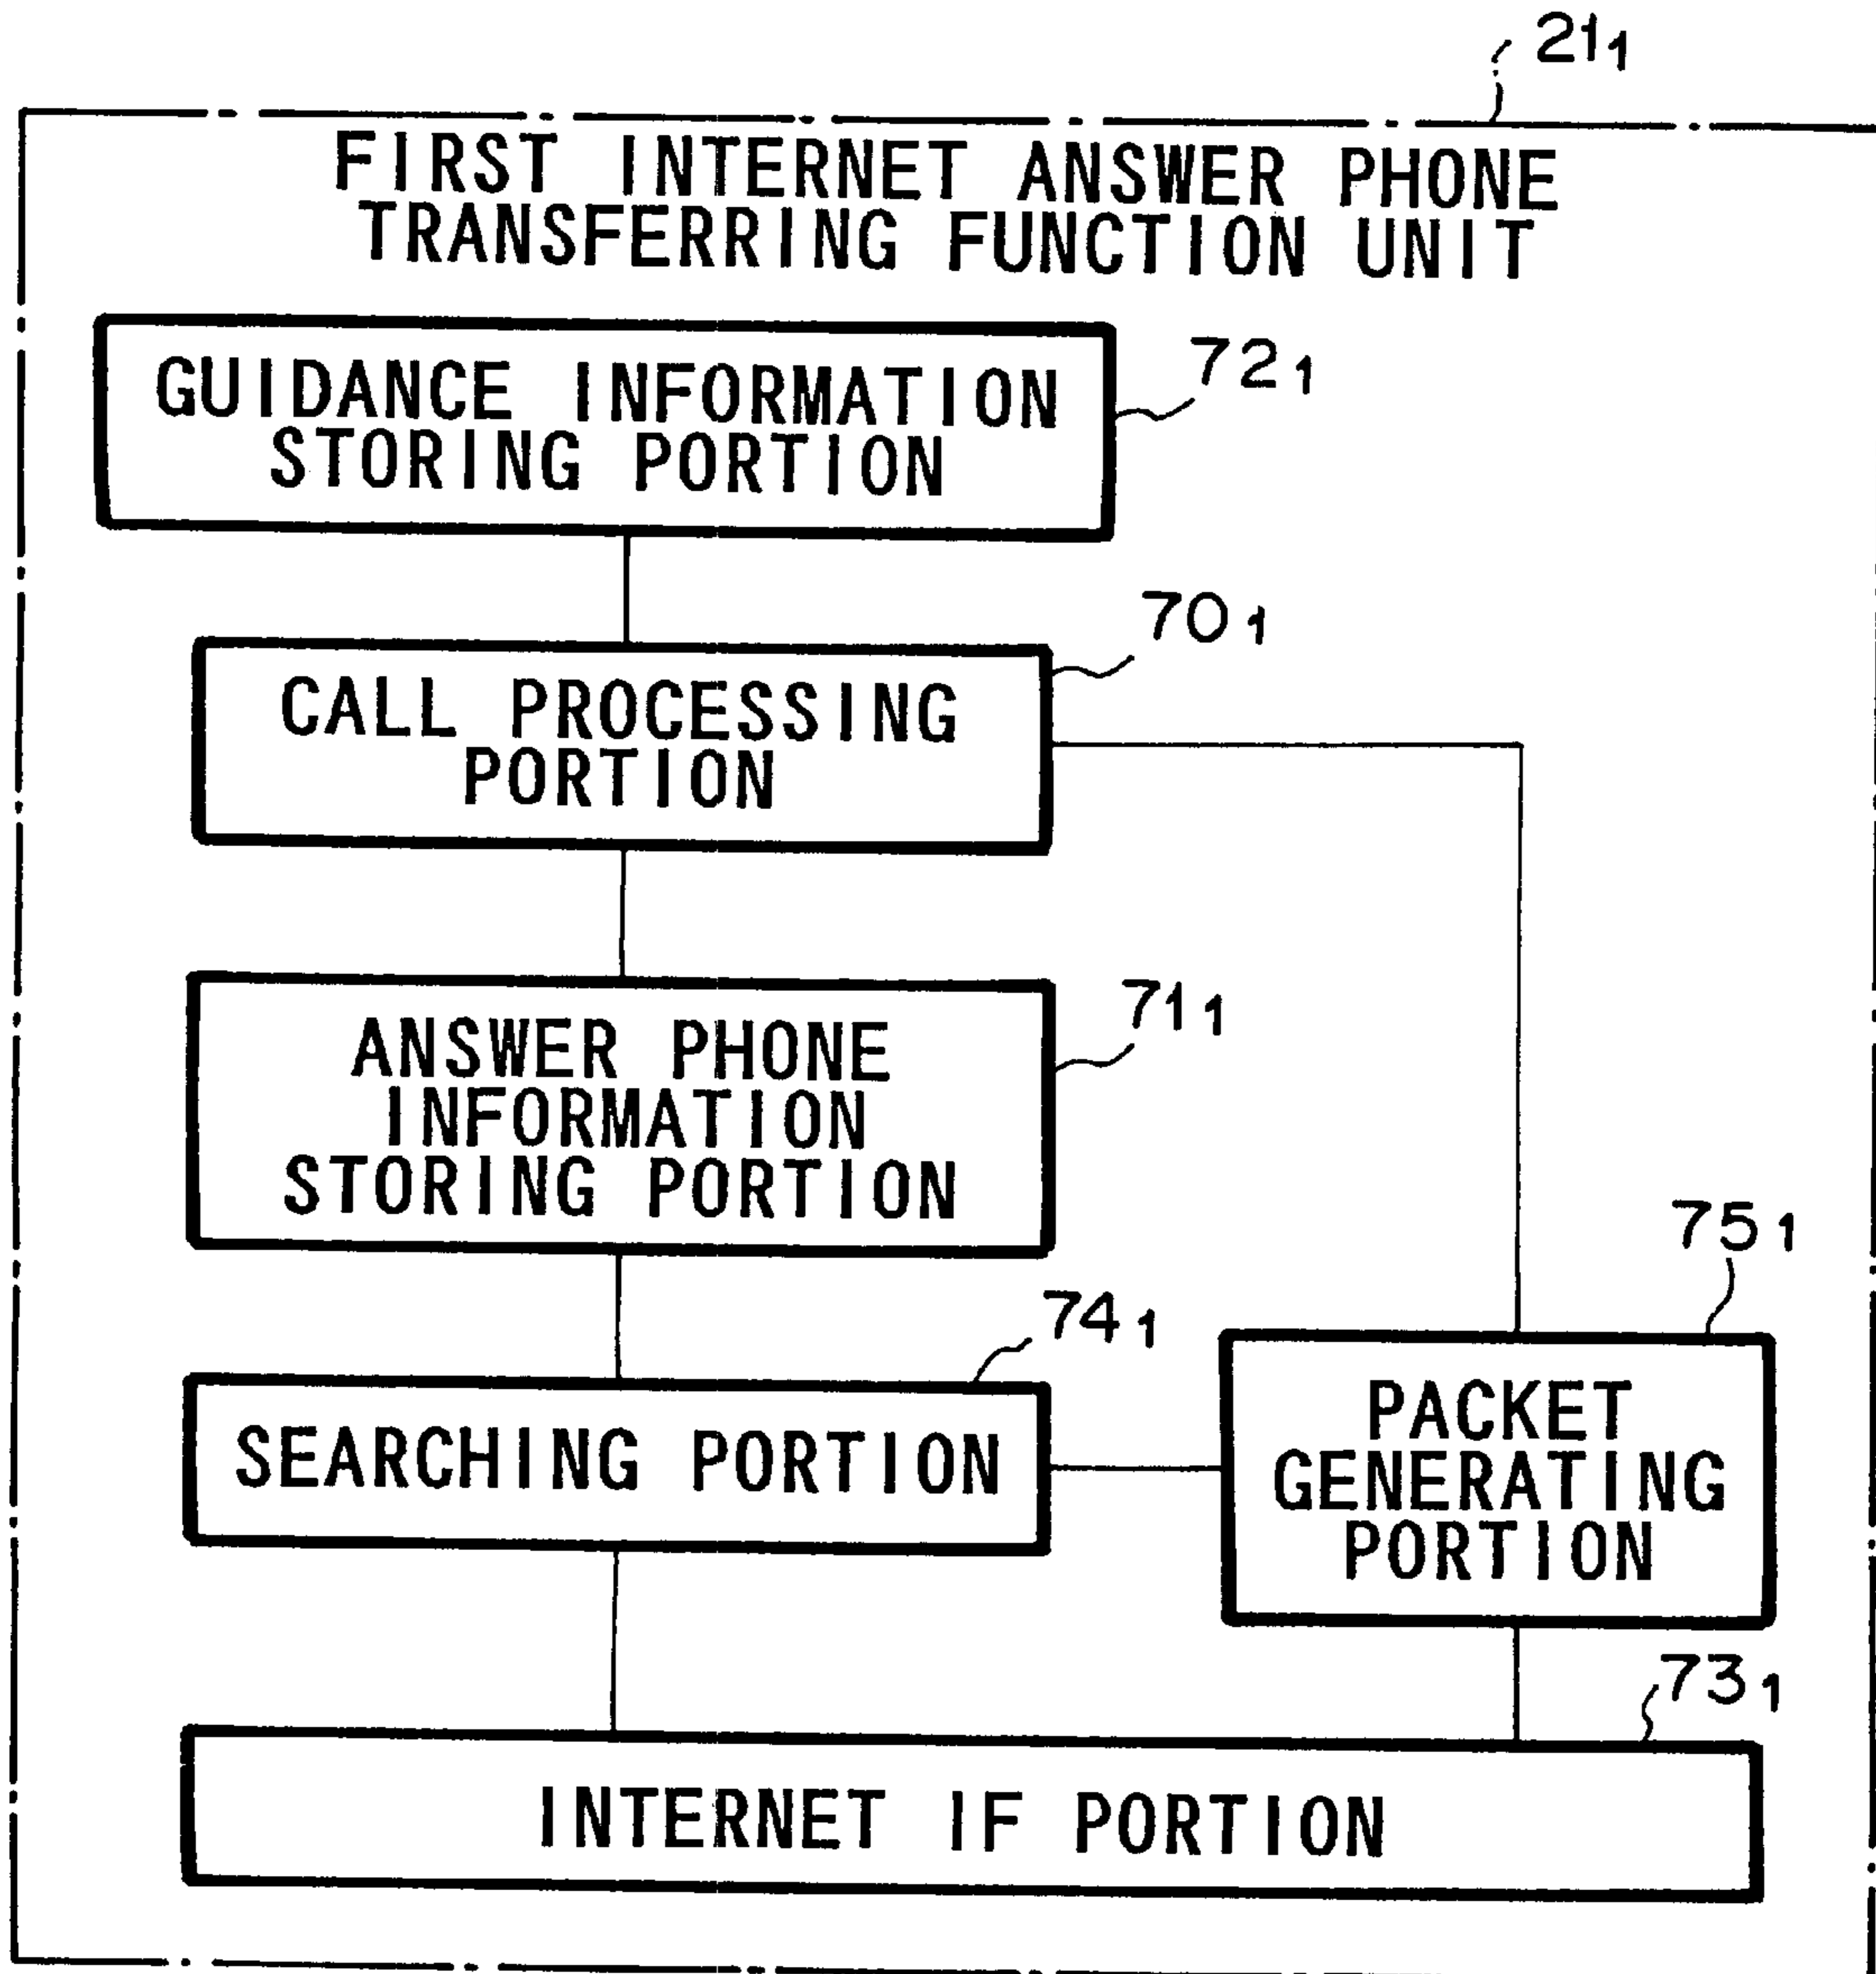 21₁
FIRST INTERNET ANSWER PHONE
TRANSFERRING FUNCTION UNIT
GUIDANCE INFORMATION
STORING PORTION
72₁
70₁
CALL PROCESSING
PORTION
71₁
ANSWER PHONE
INFORMATION
STORING PORTION
75₁
74₁
SEARCHING PORTION
PACKET
GENERATING
PORTION
73₁
INTERNET IF PORTION